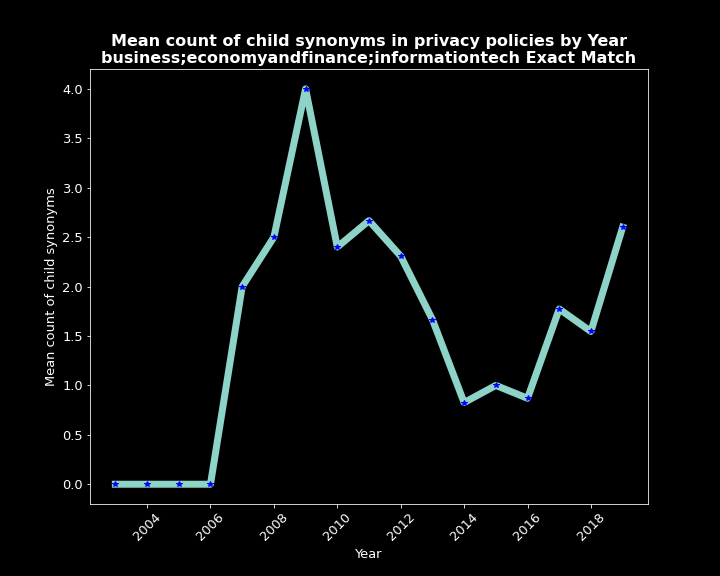 Mean count of child synonyms in privacy policies by Year
business;economyandfinance;informationtech Exact Match
Mean count of child synonyms
4.0
3.5
3.0
2.5
2.0
1.5
1.0
0.5
0.0
2004 2006 2008 2010 2012 2014 2016 2018
Year